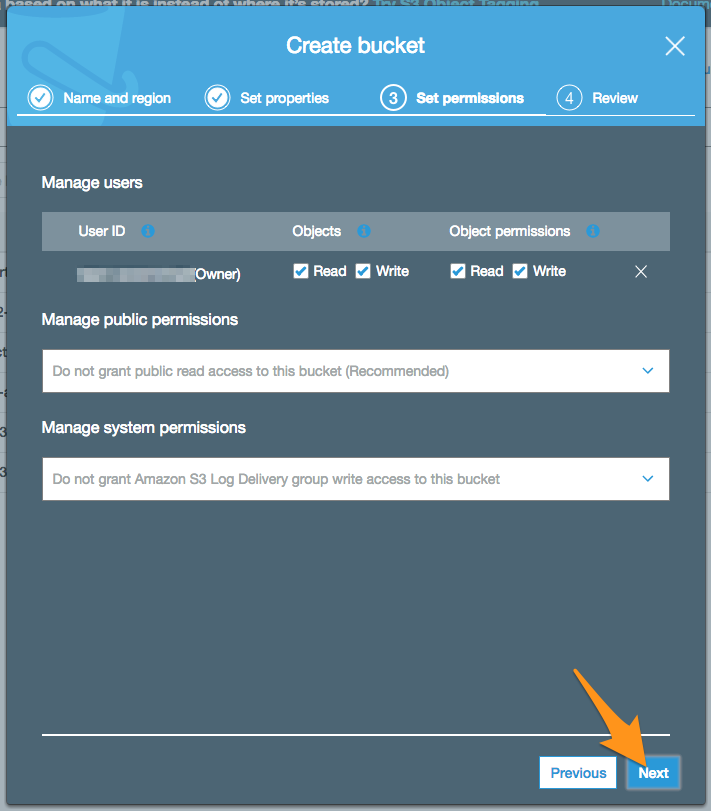 based on what it is instead of where it's stored? Try S3 Object Tagging
Create bucket
Name and region
Set properties
3 Set permissions
4 Review
Manage users
User ID
Objects
Object permissions
(Owner)
Read
Write
Read
Write
Manage public permissions
Do not grant public read access to this bucket (Recommended)
Manage system permissions
Do not grant Amazon S3 Log Delivery group write access to this bucket
Previous
Next